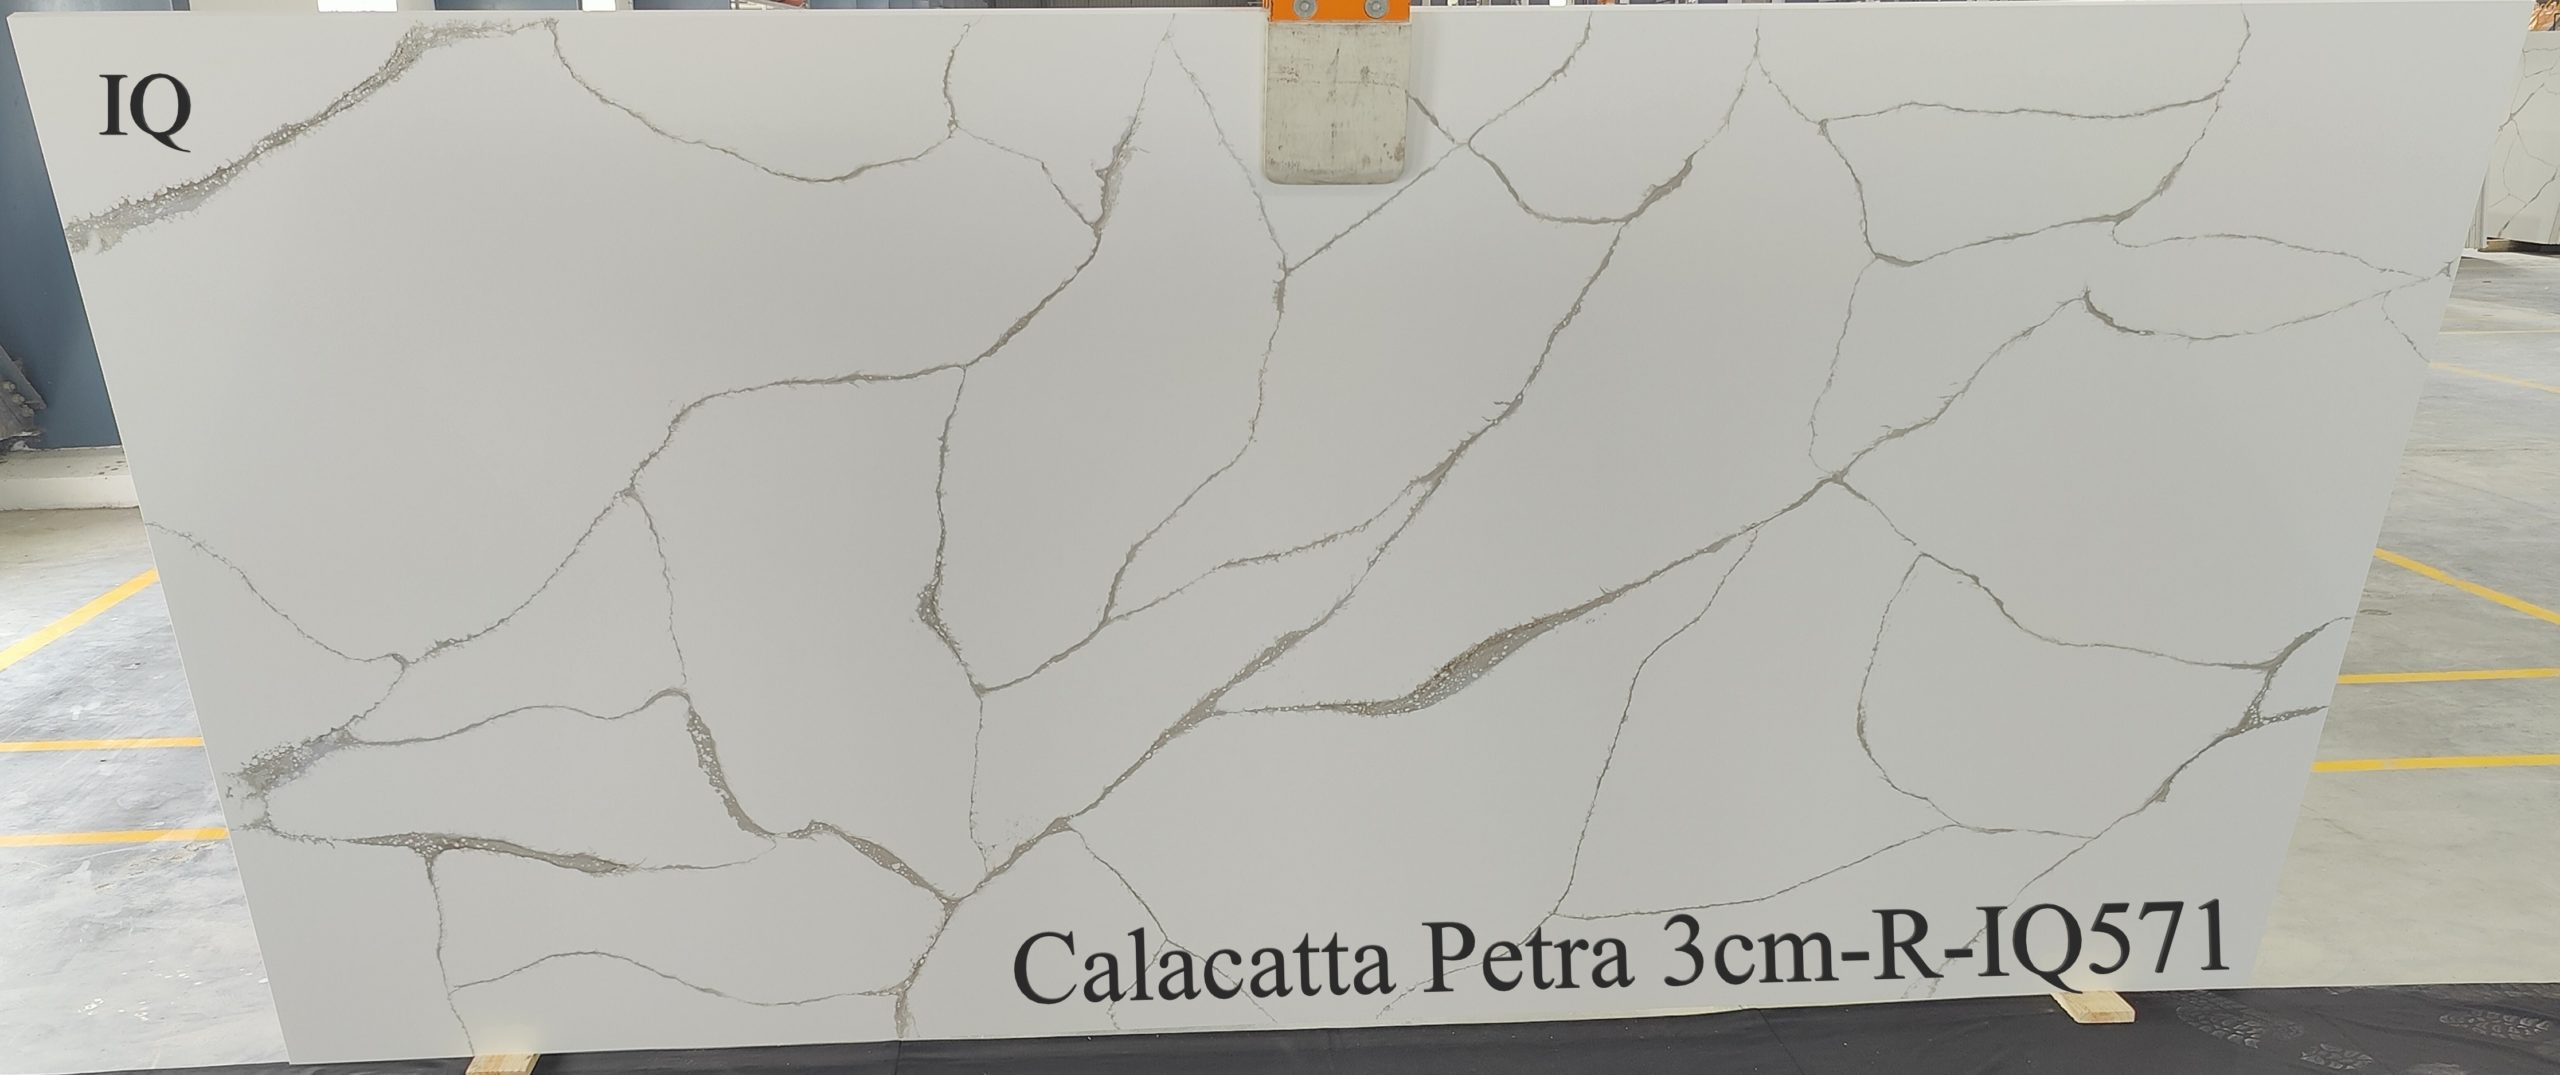 IQ
Calacatta Petra 3cm-R-IQ571